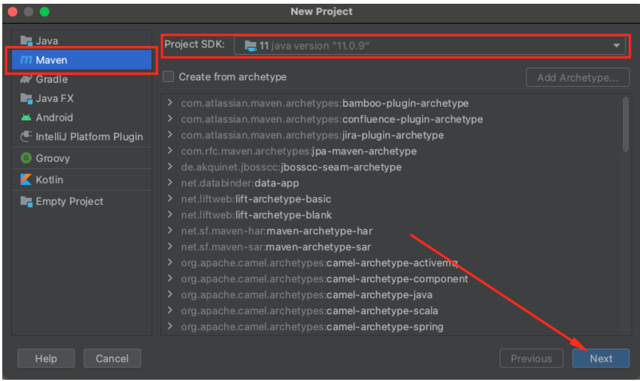 New Project
Java
Maven
Gradle
Java FX
Android
IntelliJ Platform Plugin
Groovy
Kotlin
Empty Project
Project SDK: 11 java version "11.0.9"
Create from archetype
Add Archetype...
com.atlassian.maven.archetypes:bamboo-plugin-archetype
com.atlassian.maven.archetypes:confluence-plugin-archetype
com.atlassian.maven.archetypes:jira-plugin-archetype
com.rfc.maven.archetypes:jpa-maven-archetype
de.akquinet.jbosscc:jbosscc-seam-archetype
net.databinder:data-app
net.liftweb:lift-archetype-basic
net.liftweb:lift-archetype-blank
net.sf.maven-har:maven-archetype-har
net.sf.maven-sar:maven-archetype-sar
org.apache.camel.archetypes:camel-archetype-activemq
org.apache.camel.archetypes:camel-archetype-component
org.apache.camel.archetypes:camel-archetype-java
org.apache.camel.archetypes:camel-archetype-scala
org.apache.camel.archetypes:camel-archetype-spring
Help
Cancel
Previous
Next